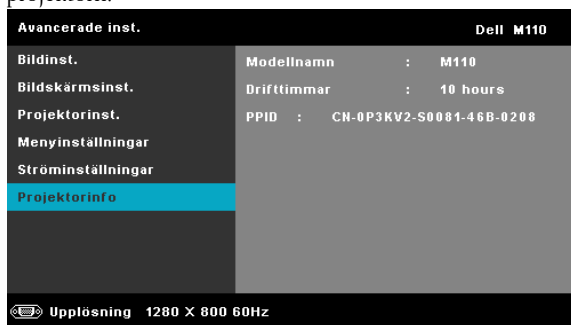 Avancerade inst. Dell M110
Bildinst.
Bildskärmsinst.
Projektorinst.
Menyinställningar
Ströminställningar
Projektorinfo
Modellnamn : M110
Drifttimmar : 10 hours
PPID : CN-0P3KV2-S0081-46B-0208
Upplösning 1280 X 800 60Hz